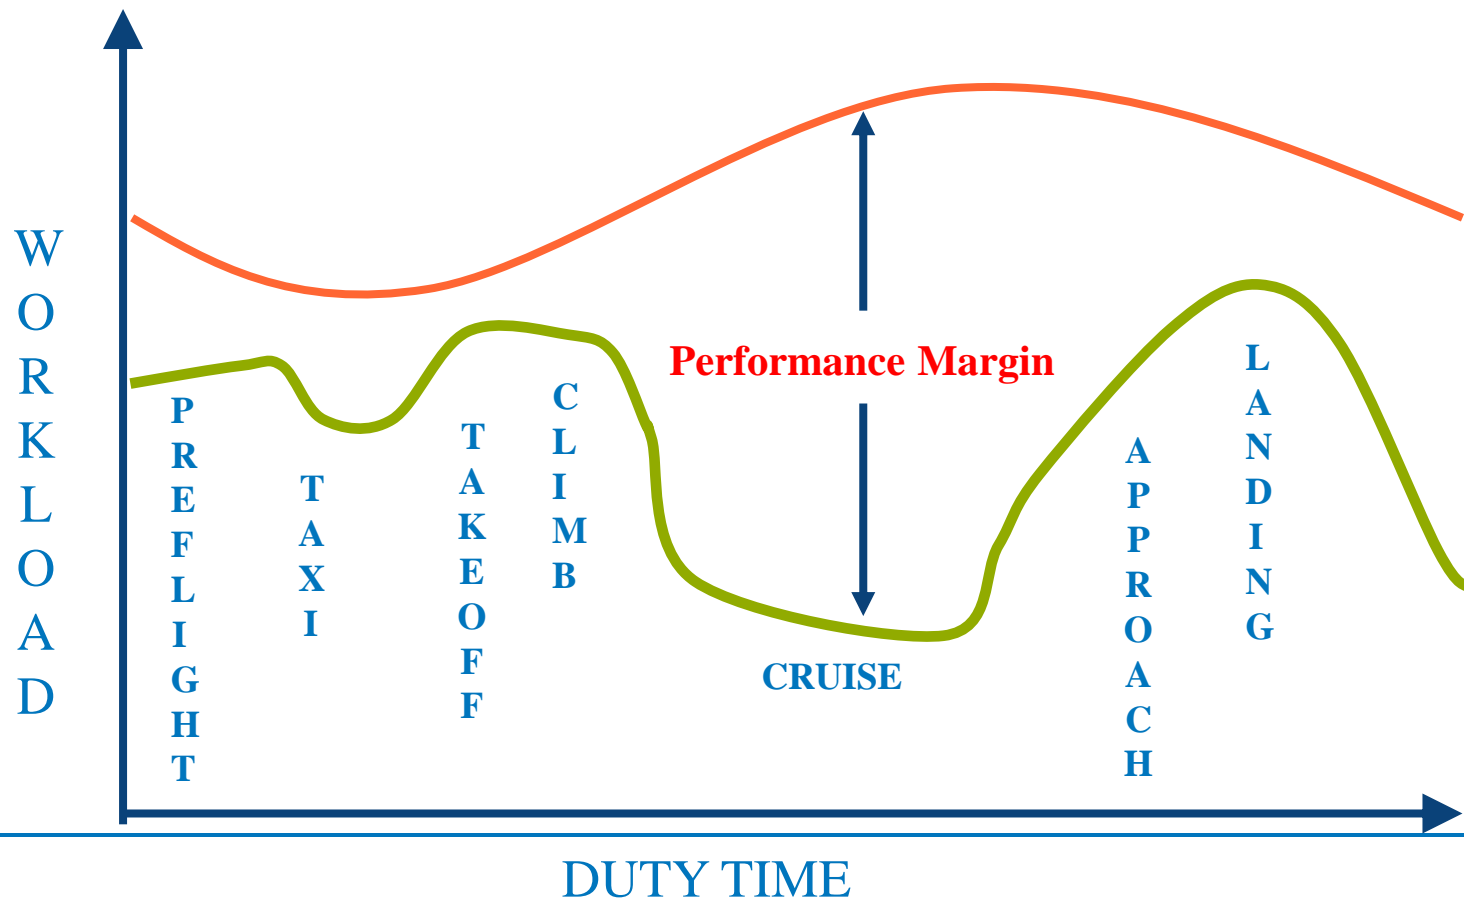 WORKLOAD
PREFLIGHT
TAXI
TAKEOFF
CLIMB
Performance Margin
CRUISE
APPROACH
LANDING
DUTY TIME